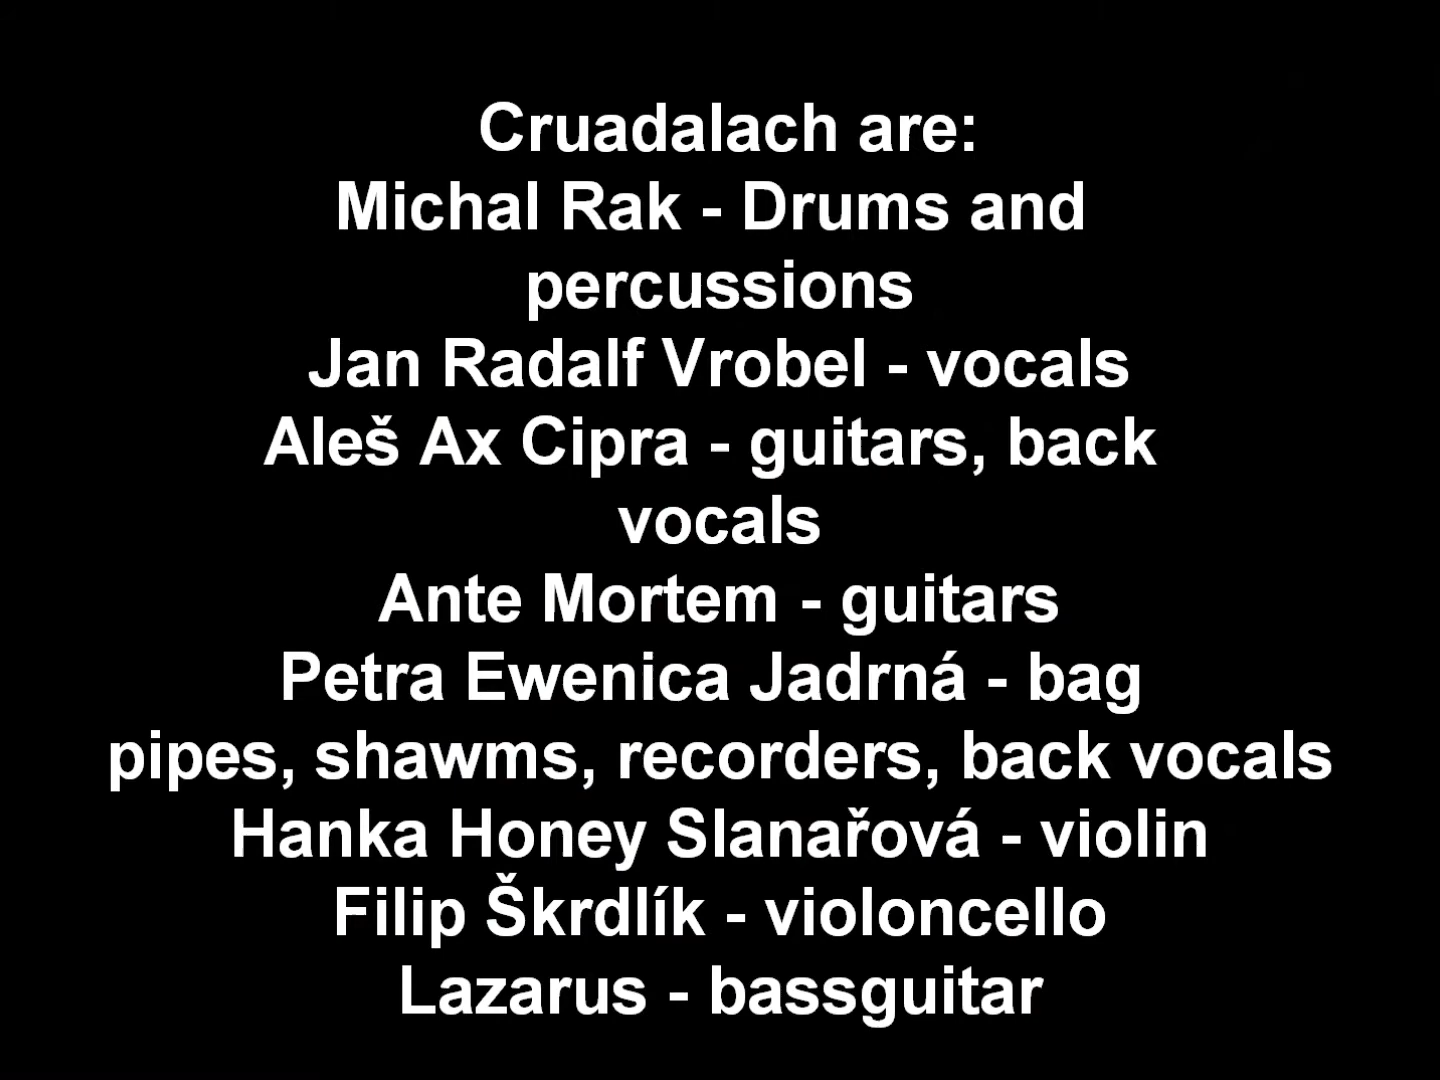 Cruadalach are:
Michal Rak - Drums and
percussions
Jan Radalf Vrobel - vocals
Aleš Ax Cipra - guitars, back
vocals
Ante Mortem - guitars
Petra Ewenica Jadrná - bag
pipes, shawms, recorders, back vocals
Hanka Honey Slanařová - violin
Filip Škrdlík - violoncello
Lazarus - bassguitar